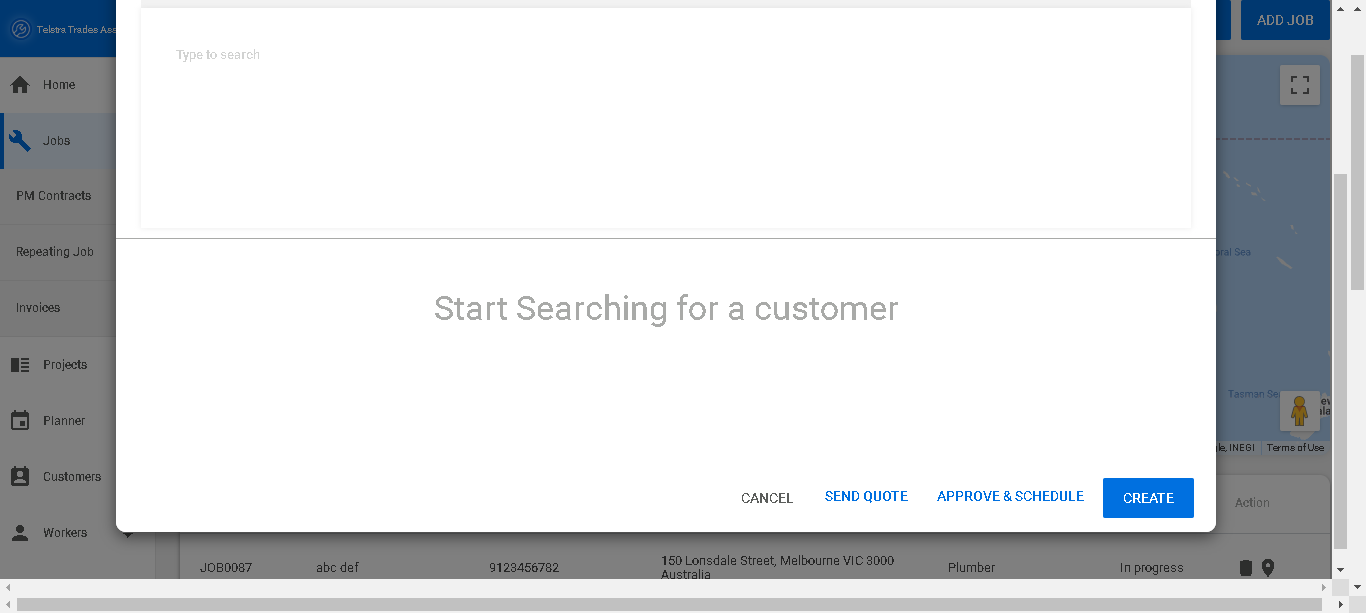 Telstra Trades Ass
ADD JOB
Type to search
Home
Jobs
PM Contracts
Repeating Job
Invoices
Projects
Planner
Customers
Workers
Start Searching for a customer
oral Sea
Tasman Se
INEGI
Terms of Use
CANCEL
SEND QUOTE
APPROVE & SCHEDULE
CREATE
Action
JOB0087
abc def
9123456782
150 Lonsdale Street, Melbourne VIC 3000
Australia
Plumber
In progress